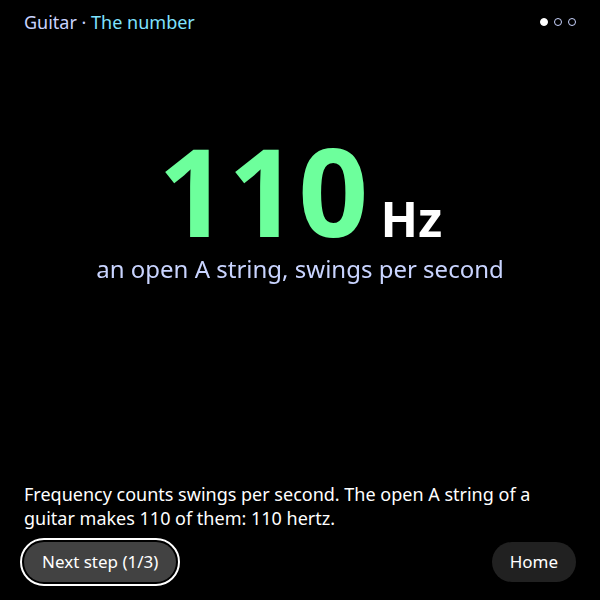 Guitar · The number
110 Hz
an open A string, swings per second
Frequency counts swings per second. The open A string of a
guitar makes 110 of them: 110 hertz.
Next step (1/3)
Home